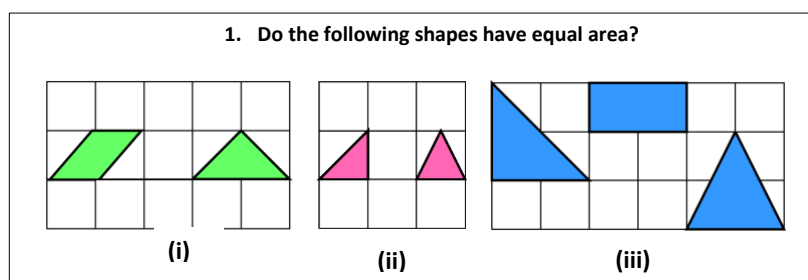 1. Do the following shapes have equal area?
(i)
(ii)
(iii)